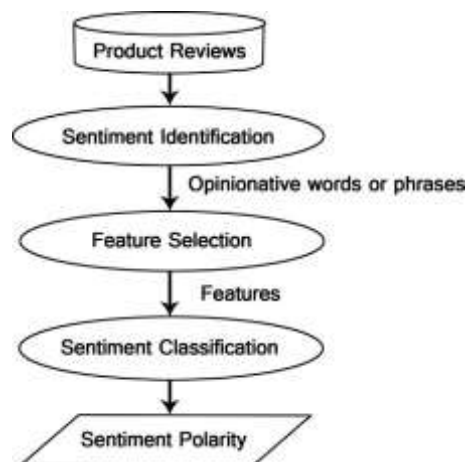 Product Reviews
Sentiment Identification
Opinionative words or phrases
Feature Selection
Features
Sentiment Classification
Sentiment Polarity